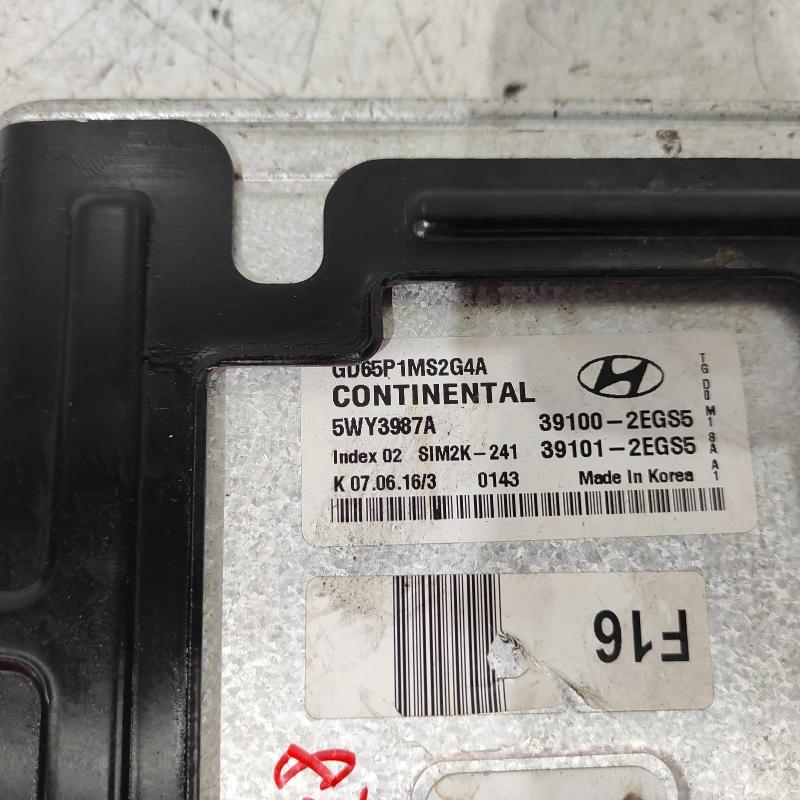 GD65P1MS2G4A
CONTINENTAL
5WY3987A 39100-2EGS5
Index 02 SIM2K-241 39101-2EGS5
K 07.06.16/3 0143 Made In Korea
TG D0 M1 8A A1
F16